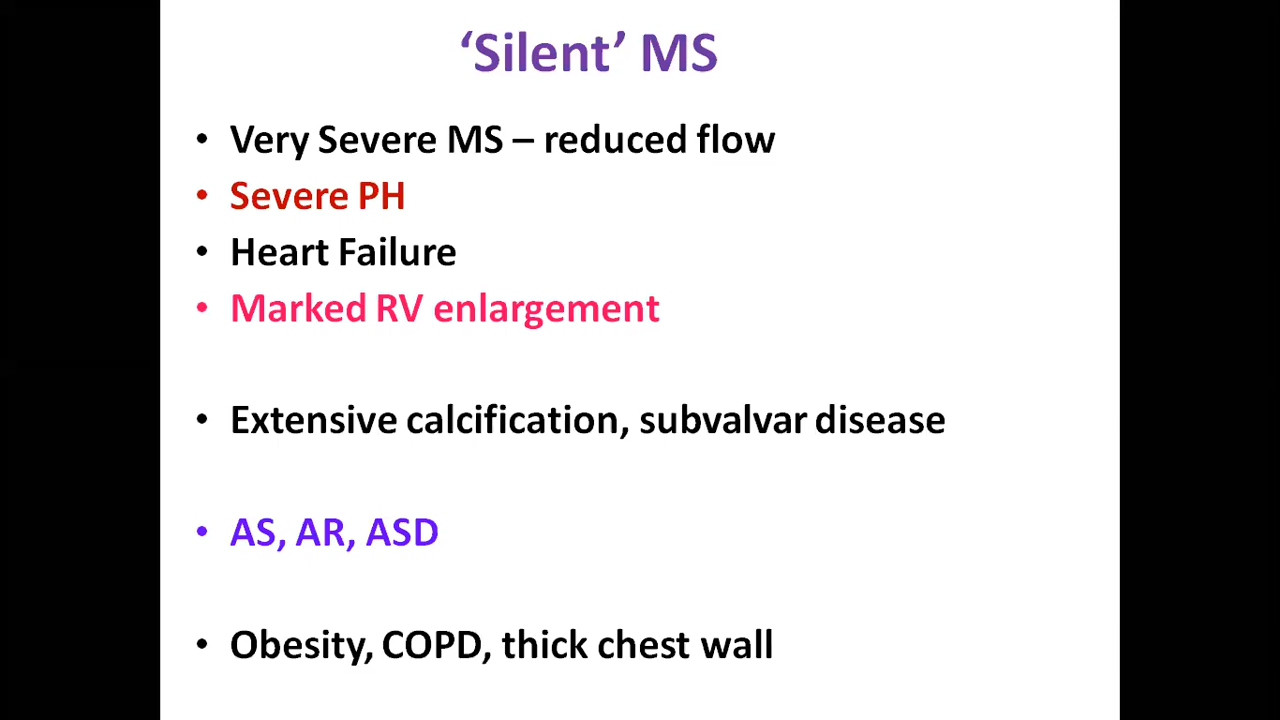 ‘Silent’ MS
• Very Severe MS – reduced flow
• Severe PH
• Heart Failure
• Marked RV enlargement
• Extensive calcification, subvalvar disease
• AS, AR, ASD
• Obesity, COPD, thick chest wall